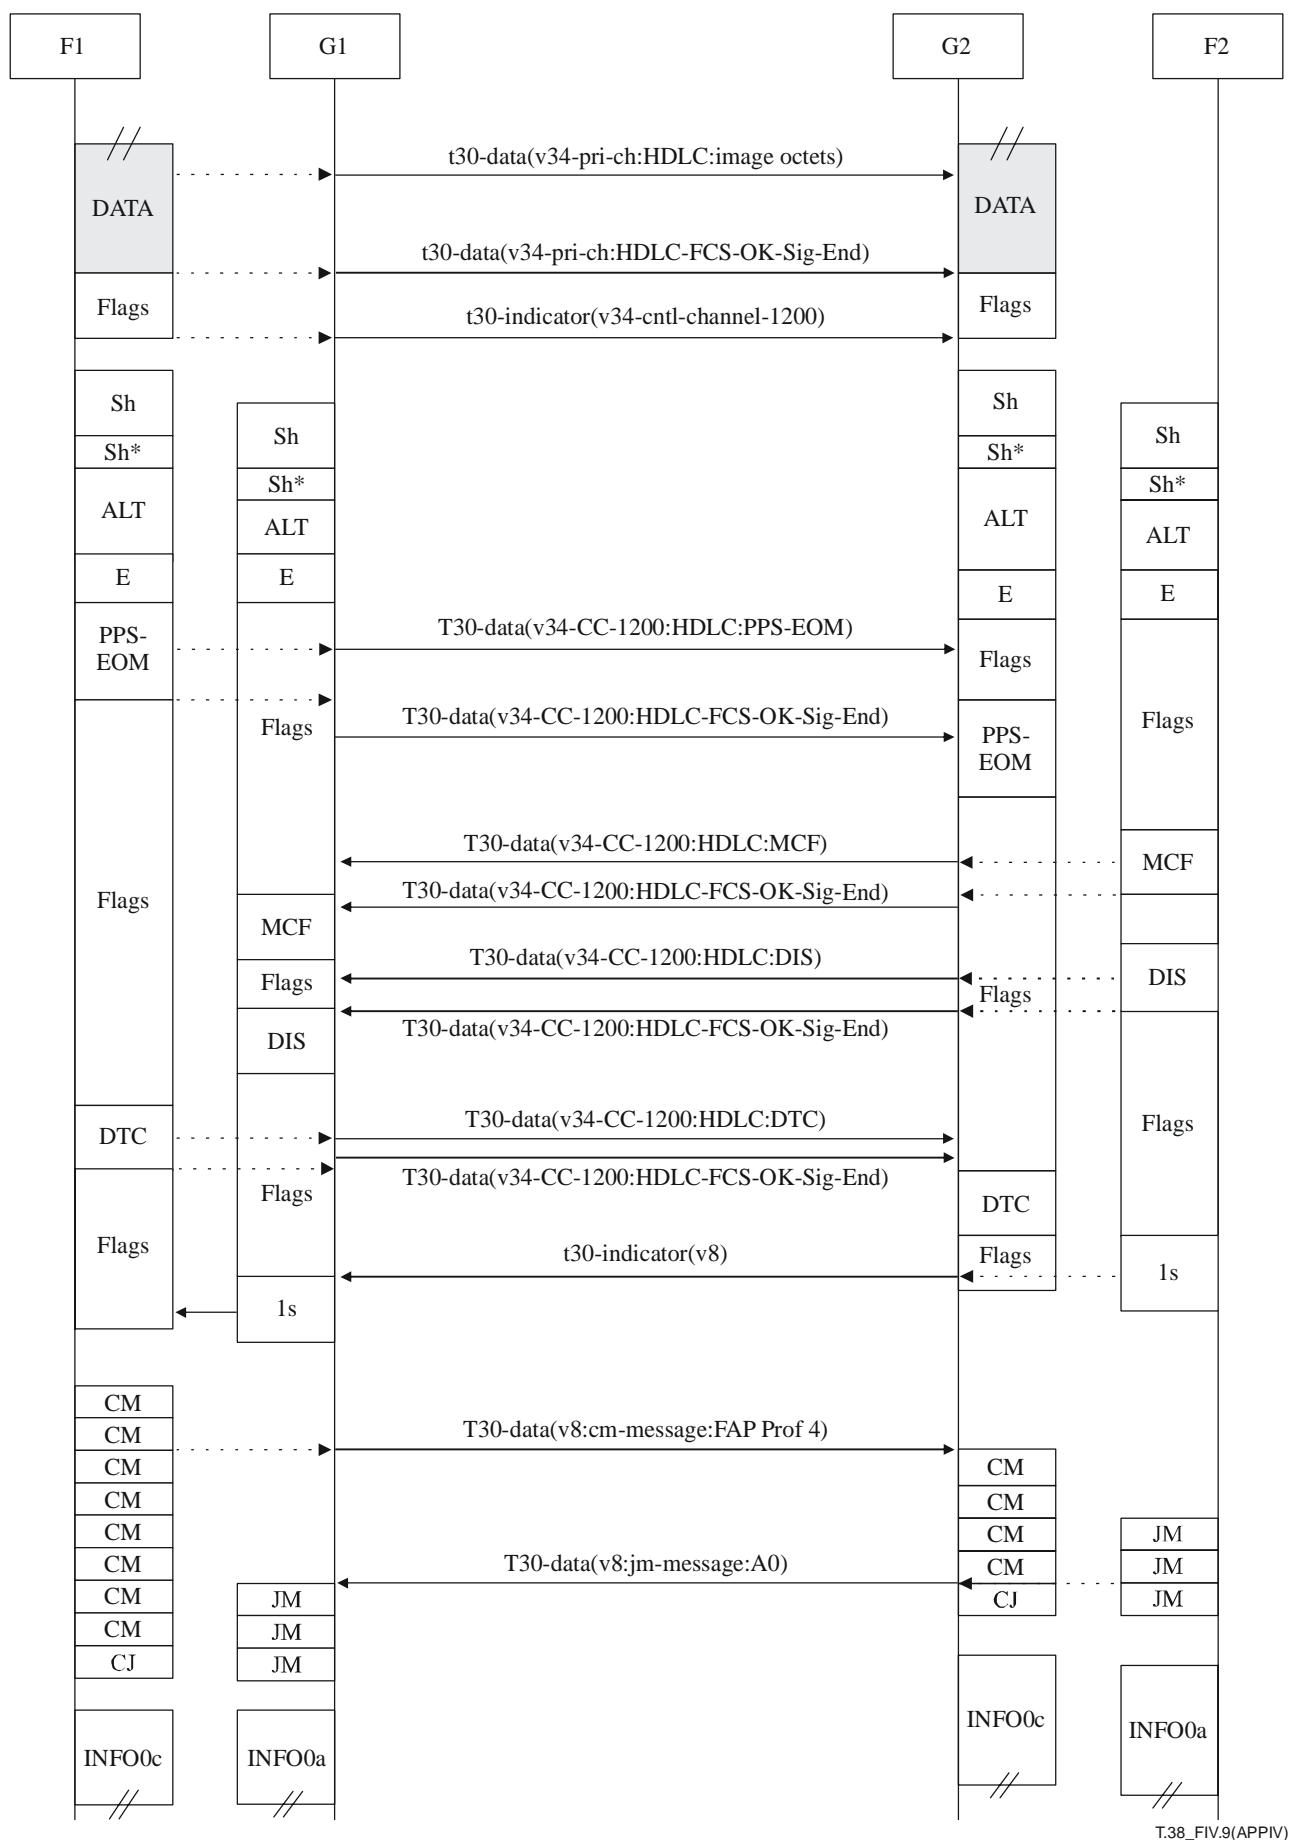 F1
G1
G2
F2
t30-data(v34-pri-ch:HDLC:image octets)
DATA
DATA
t30-data(v34-pri-ch:HDLC-FCS-OK-Sig-End)
Flags
Flags
t30-indicator(v34-cntl-channel-1200)
Sh
Sh
Sh
Sh
Sh*
Sh*
Sh*
Sh*
ALT
ALT
ALT
ALT
E
E
E
E
PPS-
EOM
T30-data(v34-CC-1200:HDLC:PPS-EOM)
Flags
Flags
T30-data(v34-CC-1200:HDLC-FCS-OK-Sig-End)
PPS-
EOM
Flags
T30-data(v34-CC-1200:HDLC:MCF)
MCF
Flags
T30-data(v34-CC-1200:HDLC-FCS-OK-Sig-End)
MCF
T30-data(v34-CC-1200:HDLC:DIS)
Flags
Flags
DIS
T30-data(v34-CC-1200:HDLC-FCS-OK-Sig-End)
DIS
DTC
T30-data(v34-CC-1200:HDLC:DTC)
Flags
T30-data(v34-CC-1200:HDLC-FCS-OK-Sig-End)
Flags
DTC
Flags
t30-indicator(v8)
Flags
1s
1s
CM
CM
CM
CM
CM
CM
CM
CM
CJ
T30-data(v8:cm-message:FAP Prof 4)
CM
CM
CM
CM
CJ
JM
JM
JM
T30-data(v8:jm-message:A0)
JM
JM
JM
INFO0c
INFO0a
INFO0c
INFO0a
T.38_FIV.9(APPIV)